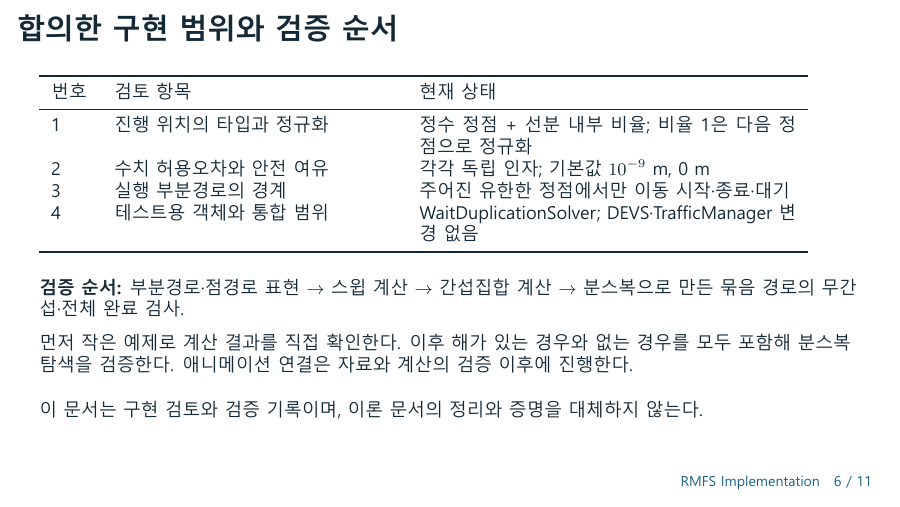 합의한 구현 범위와 검증 순서
번호 검토 항목 현재 상태
1 진행 위치의 타입과 정규화 정수 정점 + 선분 내부 비율; 비율 1은 다음 정
점으로 정규화
2 수치 허용오차와 안전 여유 각각 독립 인자; 기본값 10⁻⁹ m, 0 m
3 실행 부분경로의 경계 주어진 유한한 정점에서만 이동 시작·종료·대기
4 테스트용 객체와 통합 범위 WaitDuplicationSolver; DEVS·TrafficManager 변
경 없음
검증 순서: 부분경로·점경로 표현 → 스윕 계산 → 간섭집합 계산 → 분스복으로 만든 묶음 경로의 무간
섭·전체 완료 검사.
먼저 작은 예제로 계산 결과를 직접 확인한다. 이후 해가 있는 경우와 없는 경우를 모두 포함해 분스복
탐색을 검증한다. 애니메이션 연결은 자료와 계산의 검증 이후에 진행한다.
이 문서는 구현 검토와 검증 기록이며, 이론 문서의 정리와 증명을 대체하지 않는다.
RMFS Implementation 6 / 11